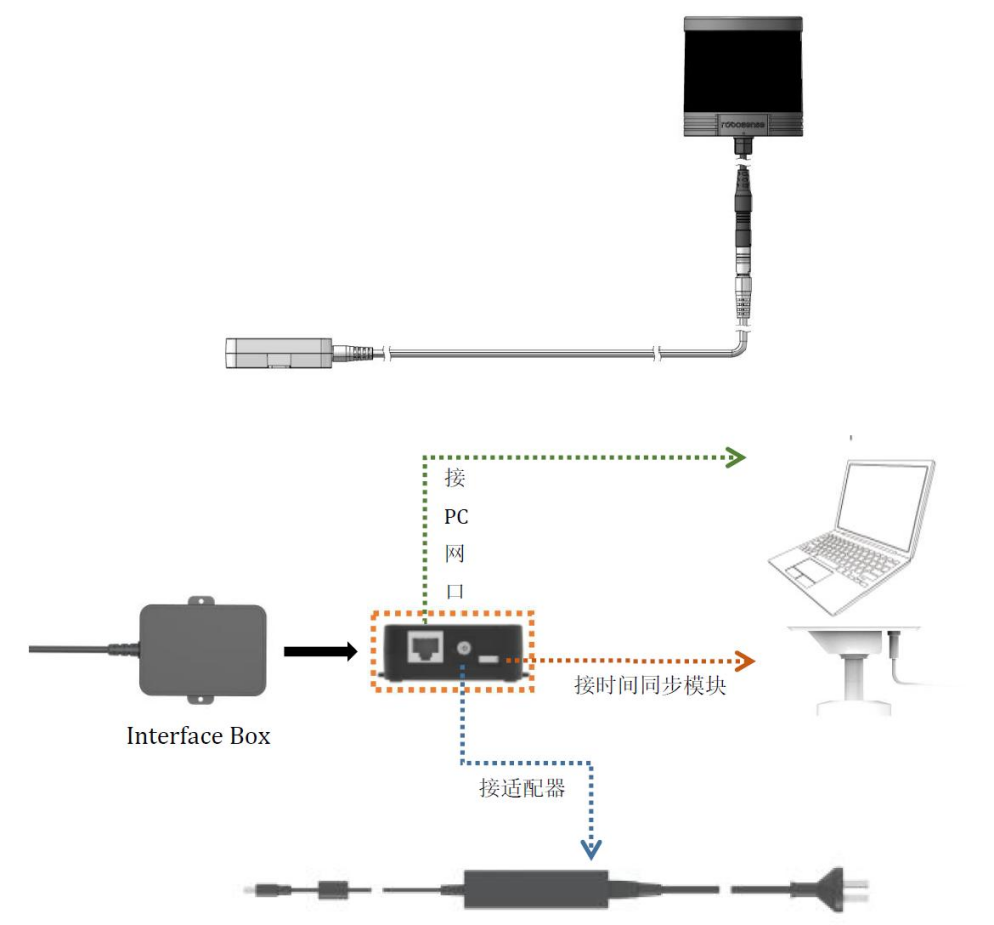 robosense
接
PC
网
口
接时间同步模块
Interface Box
接适配器